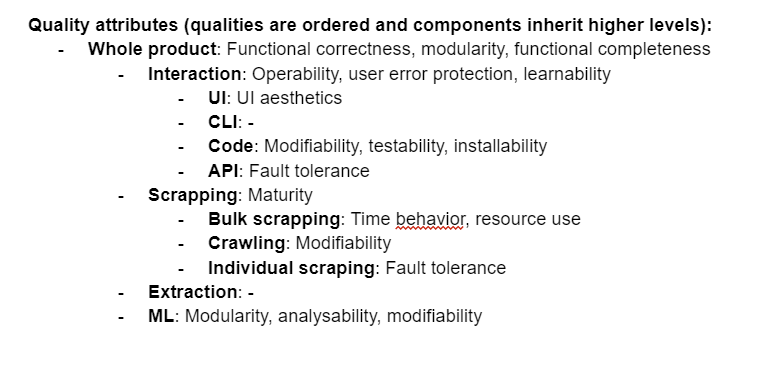 Quality attributes (qualities are ordered and components inherit higher levels):
- Whole product: Functional correctness, modularity, functional completeness
- Interaction: Operability, user error protection, learnability
- UI: UI aesthetics
- CLI: -
- Code: Modifiability, testability, installability
- API: Fault tolerance
- Scrapping: Maturity
- Bulk scrapping: Time behavior, resource use
- Crawling: Modifiability
- Individual scraping: Fault tolerance
- Extraction: -
- ML: Modularity, analysability, modifiability